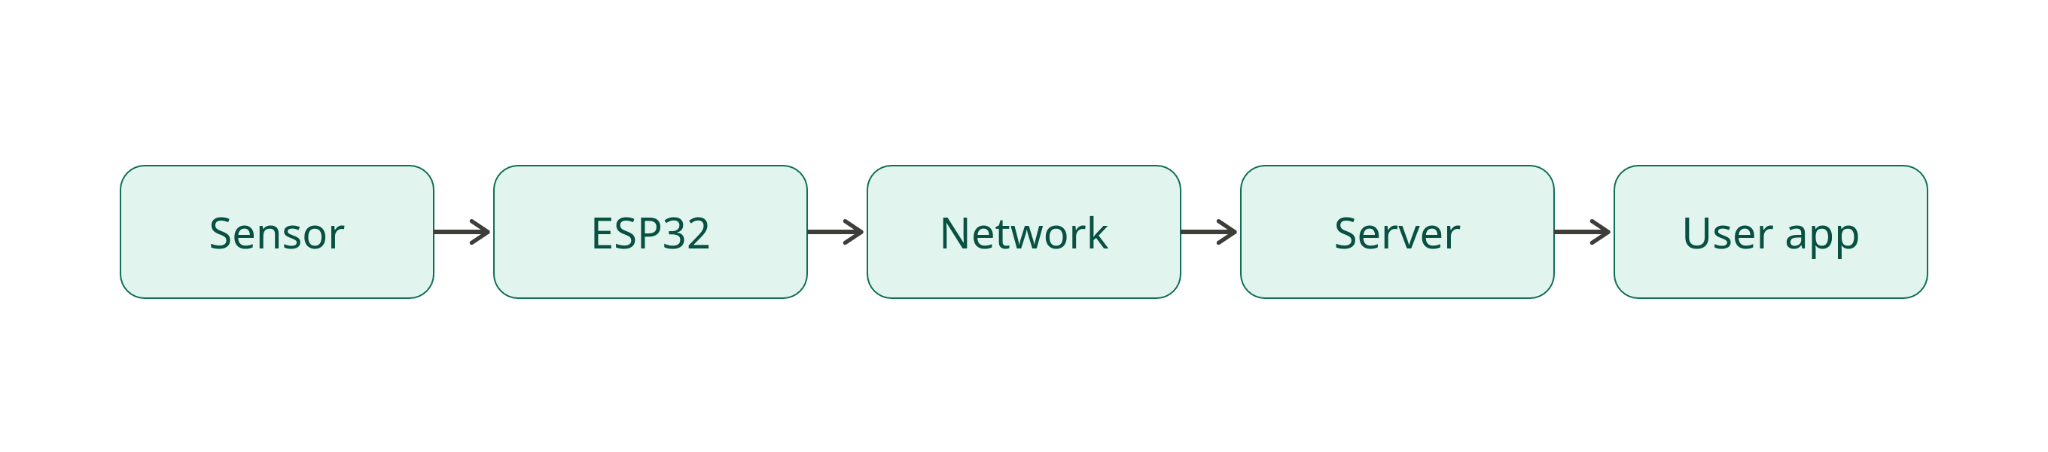 Sensor
ESP32
Network
Server
User app